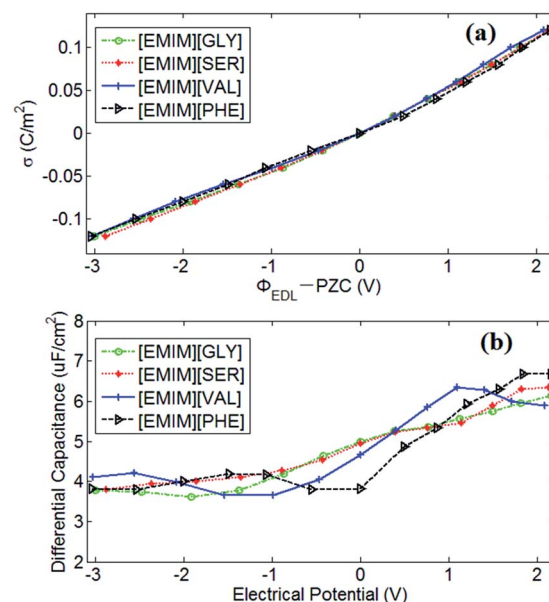 (a)
[EMIM][GLY]
[EMIM][SER]
[EMIM][VAL]
[EMIM][PHE]
0.1
0.05
0
-0.05
-0.1
σ (C/m²)
-3 -2 -1 0 1 2
Φ_EDL−PZC (V)
(b)
[EMIM][GLY]
[EMIM][SER]
[EMIM][VAL]
[EMIM][PHE]
8
7
6
5
4
3
2
Differential Capacitance (uF/cm²)
-3 -2 -1 0 1 2
Electrical Potential (V)